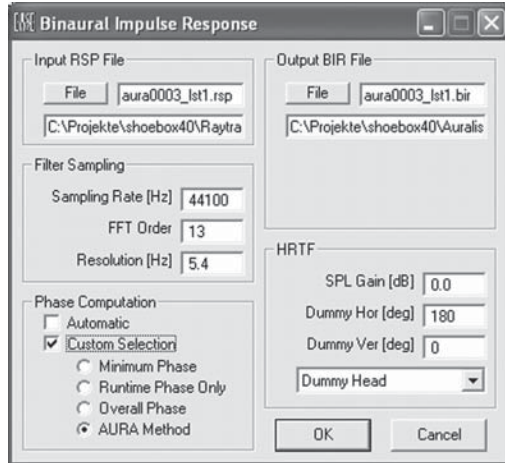 EASE Binaural Impulse Response
Input RSP File
File aura0003_lst1.rsp
C:\Projekte\shoebox40\Raytra
Output BIR File
File aura0003_lst1.bir
C:\Projekte\shoebox40\Auralis
Filter Sampling
Sampling Rate [Hz] 44100
FFT Order 13
Resolution [Hz] 5.4
Phase Computation
Automatic
Custom Selection
Minimum Phase
Runtime Phase Only
Overall Phase
AURA Method
HRTF
SPL Gain [dB] 0.0
Dummy Hor [deg] 180
Dummy Ver [deg] 0
Dummy Head
OK
Cancel